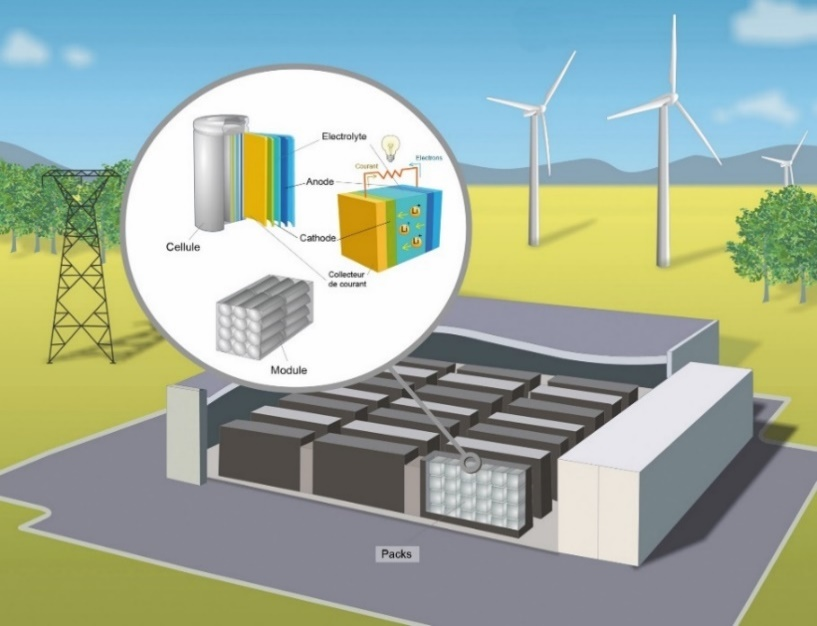 Electrolyte
Courant
Electrons
Anode
Cathode
Cellule
Collecteur
de courant
Module
Packs